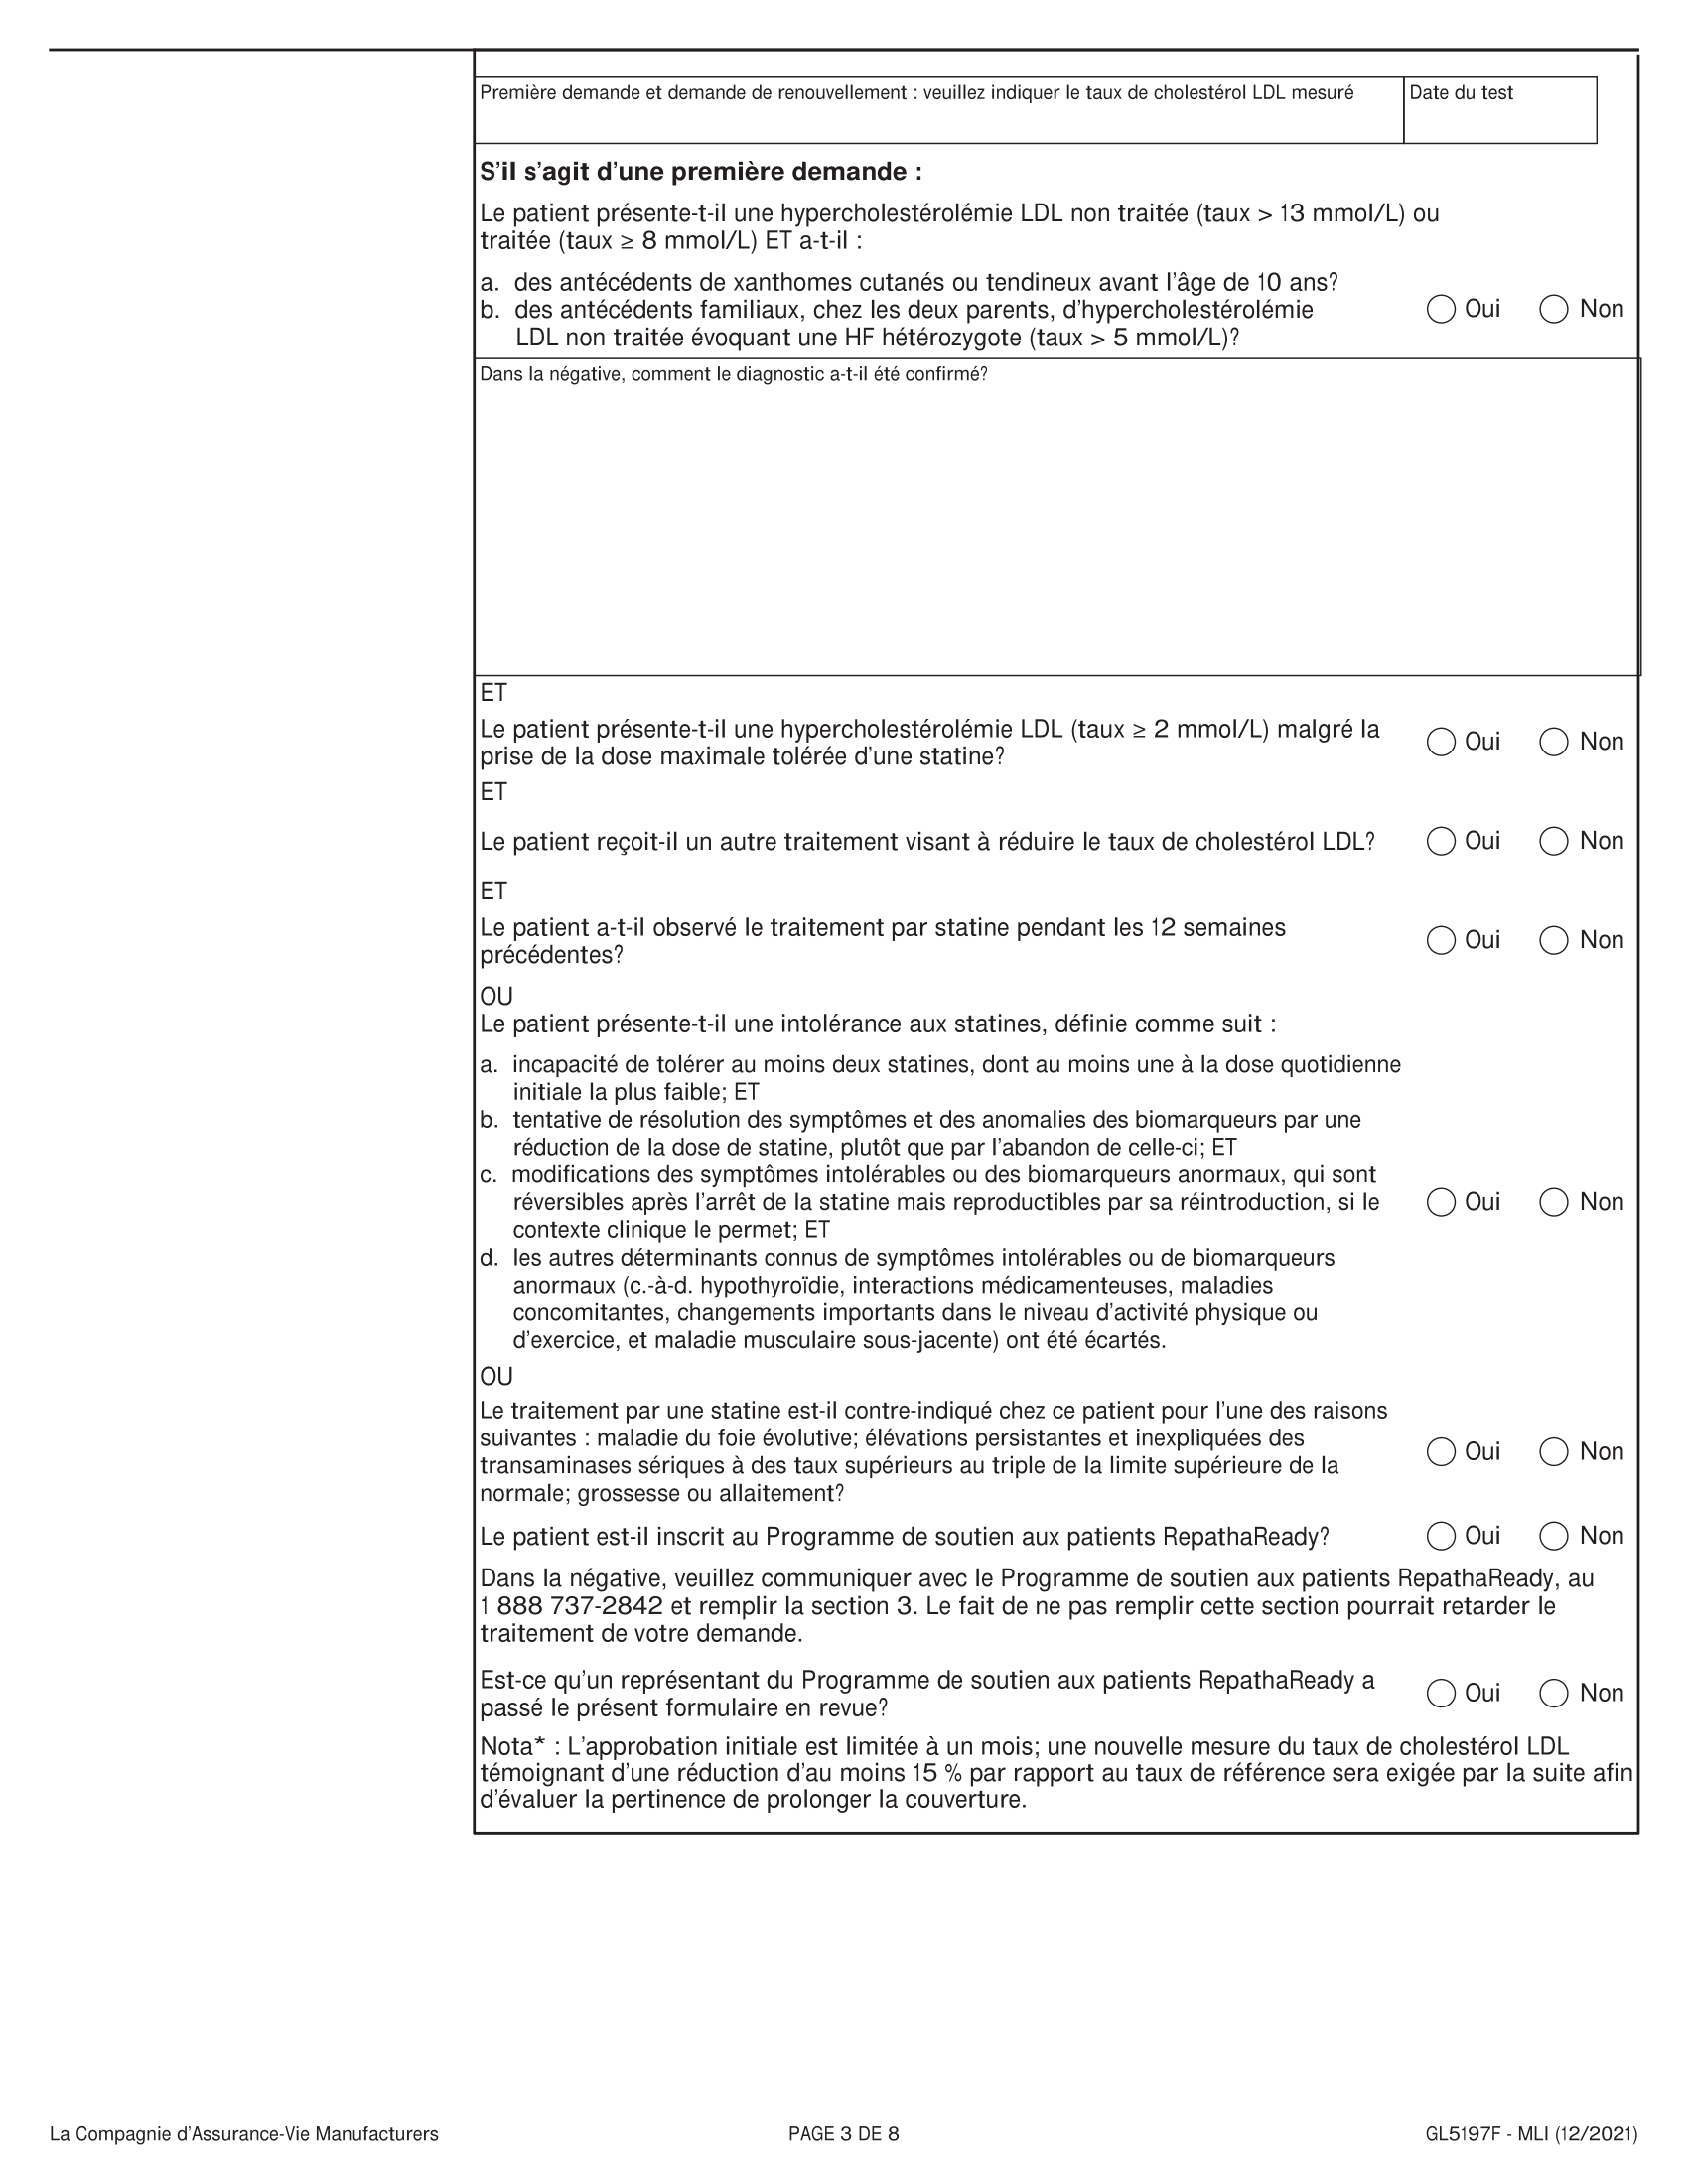 Première demande et demande de renouvellement : veuillez indiquer le taux de cholestérol LDL mesuré
Date du test
S'il s'agit d'une première demande :
Le patient présente-t-il une hypercholestérolémie LDL non traitée (taux > 13 mmol/L) ou
traitée (taux ≥ 8 mmol/L) ET a-t-il :
a. des antécédents de xanthomes cutanés ou tendineux avant l'âge de 10 ans?
b. des antécédents familiaux, chez les deux parents, d'hypercholestérolémie
LDL non traitée évoquant une HF hétérozygote (taux > 5 mmol/L)?
Oui Non
Dans la négative, comment le diagnostic a-t-il été confirmé?
ET
Le patient présente-t-il une hypercholestérolémie LDL (taux ≥ 2 mmol/L) malgré la
prise de la dose maximale tolérée d'une statine?
Oui Non
ET
Le patient reçoit-il un autre traitement visant à réduire le taux de cholestérol LDL?
Oui Non
ET
Le patient a-t-il observé le traitement par statine pendant les 12 semaines
précédentes?
Oui Non
OU
Le patient présente-t-il une intolérance aux statines, définie comme suit :
a. incapacité de tolérer au moins deux statines, dont au moins une à la dose quotidienne
initiale la plus faible; ET
b. tentative de résolution des symptômes et des anomalies des biomarqueurs par une
réduction de la dose de statine, plutôt que par l'abandon de celle-ci; ET
c. modifications des symptômes intolérables ou des biomarqueurs anormaux, qui sont
réversibles après l'arrêt de la statine mais reproductibles par sa réintroduction, si le
contexte clinique le permet; ET
d. les autres déterminants connus de symptômes intolérables ou de biomarqueurs
anormaux (c.-à-d. hypothyroïdie, interactions médicamenteuses, maladies
concomitantes, changements importants dans le niveau d'activité physique ou
d'exercice, et maladie musculaire sous-jacente) ont été écartés.
Oui Non
OU
Le traitement par une statine est-il contre-indiqué chez ce patient pour l'une des raisons
suivantes : maladie du foie évolutive; élévations persistantes et inexpliquées des
transaminases sériques à des taux supérieurs au triple de la limite supérieure de la
normale; grossesse ou allaitement?
Oui Non
Le patient est-il inscrit au Programme de soutien aux patients RepathaReady?
Oui Non
Dans la négative, veuillez communiquer avec le Programme de soutien aux patients RepathaReady, au
1 888 737-2842 et remplir la section 3. Le fait de ne pas remplir cette section pourrait retarder le
traitement de votre demande.
Est-ce qu'un représentant du Programme de soutien aux patients RepathaReady a
passé le présent formulaire en revue?
Oui Non
Nota* : L'approbation initiale est limitée à un mois; une nouvelle mesure du taux de cholestérol LDL
témoignant d'une réduction d'au moins 15 % par rapport au taux de référence sera exigée par la suite afin
d'évaluer la pertinence de prolonger la couverture.
La Compagnie d'Assurance-Vie Manufacturers
PAGE 3 DE 8
GL5197F - MLI (12/2021)